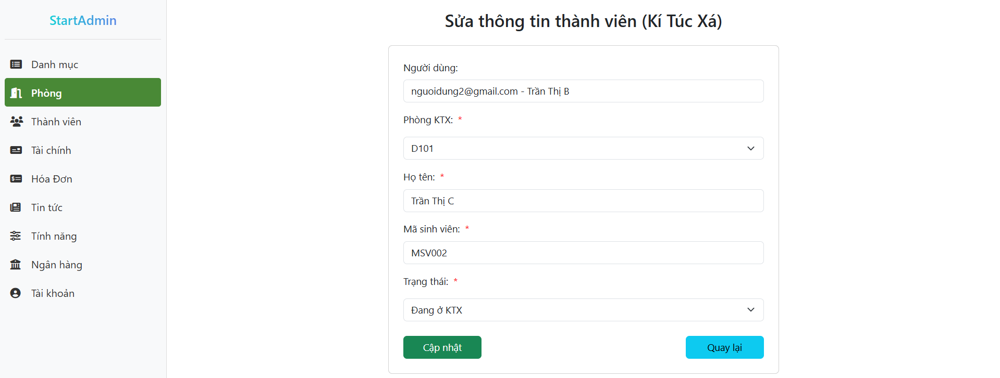 StartAdmin
Danh mục
Phòng
Thành viên
Tài chính
Hóa Đơn
Tin tức
Tính năng
Ngân hàng
Tài khoản
Sửa thông tin thành viên (Kí Túc Xá)
Người dùng:
nguoidung2@gmail.com - Trần Thị B
Phòng KTX: *
D101
Họ tên: *
Trần Thị C
Mã sinh viên: *
MSV002
Trạng thái: *
Đang ở KTX
Cập nhật
Quay lại